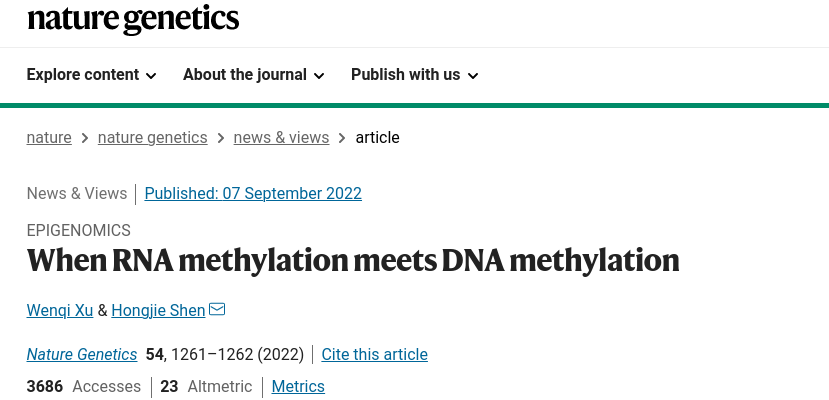 nature genetics
Explore content About the journal Publish with us
nature > nature genetics > news & views > article
News & Views | Published: 07 September 2022
EPIGENOMICS
When RNA methylation meets DNA methylation
Wenqi Xu & Hongjie Shen
Nature Genetics 54, 1261–1262 (2022) | Cite this article
3686 Accesses | 23 Altmetric | Metrics